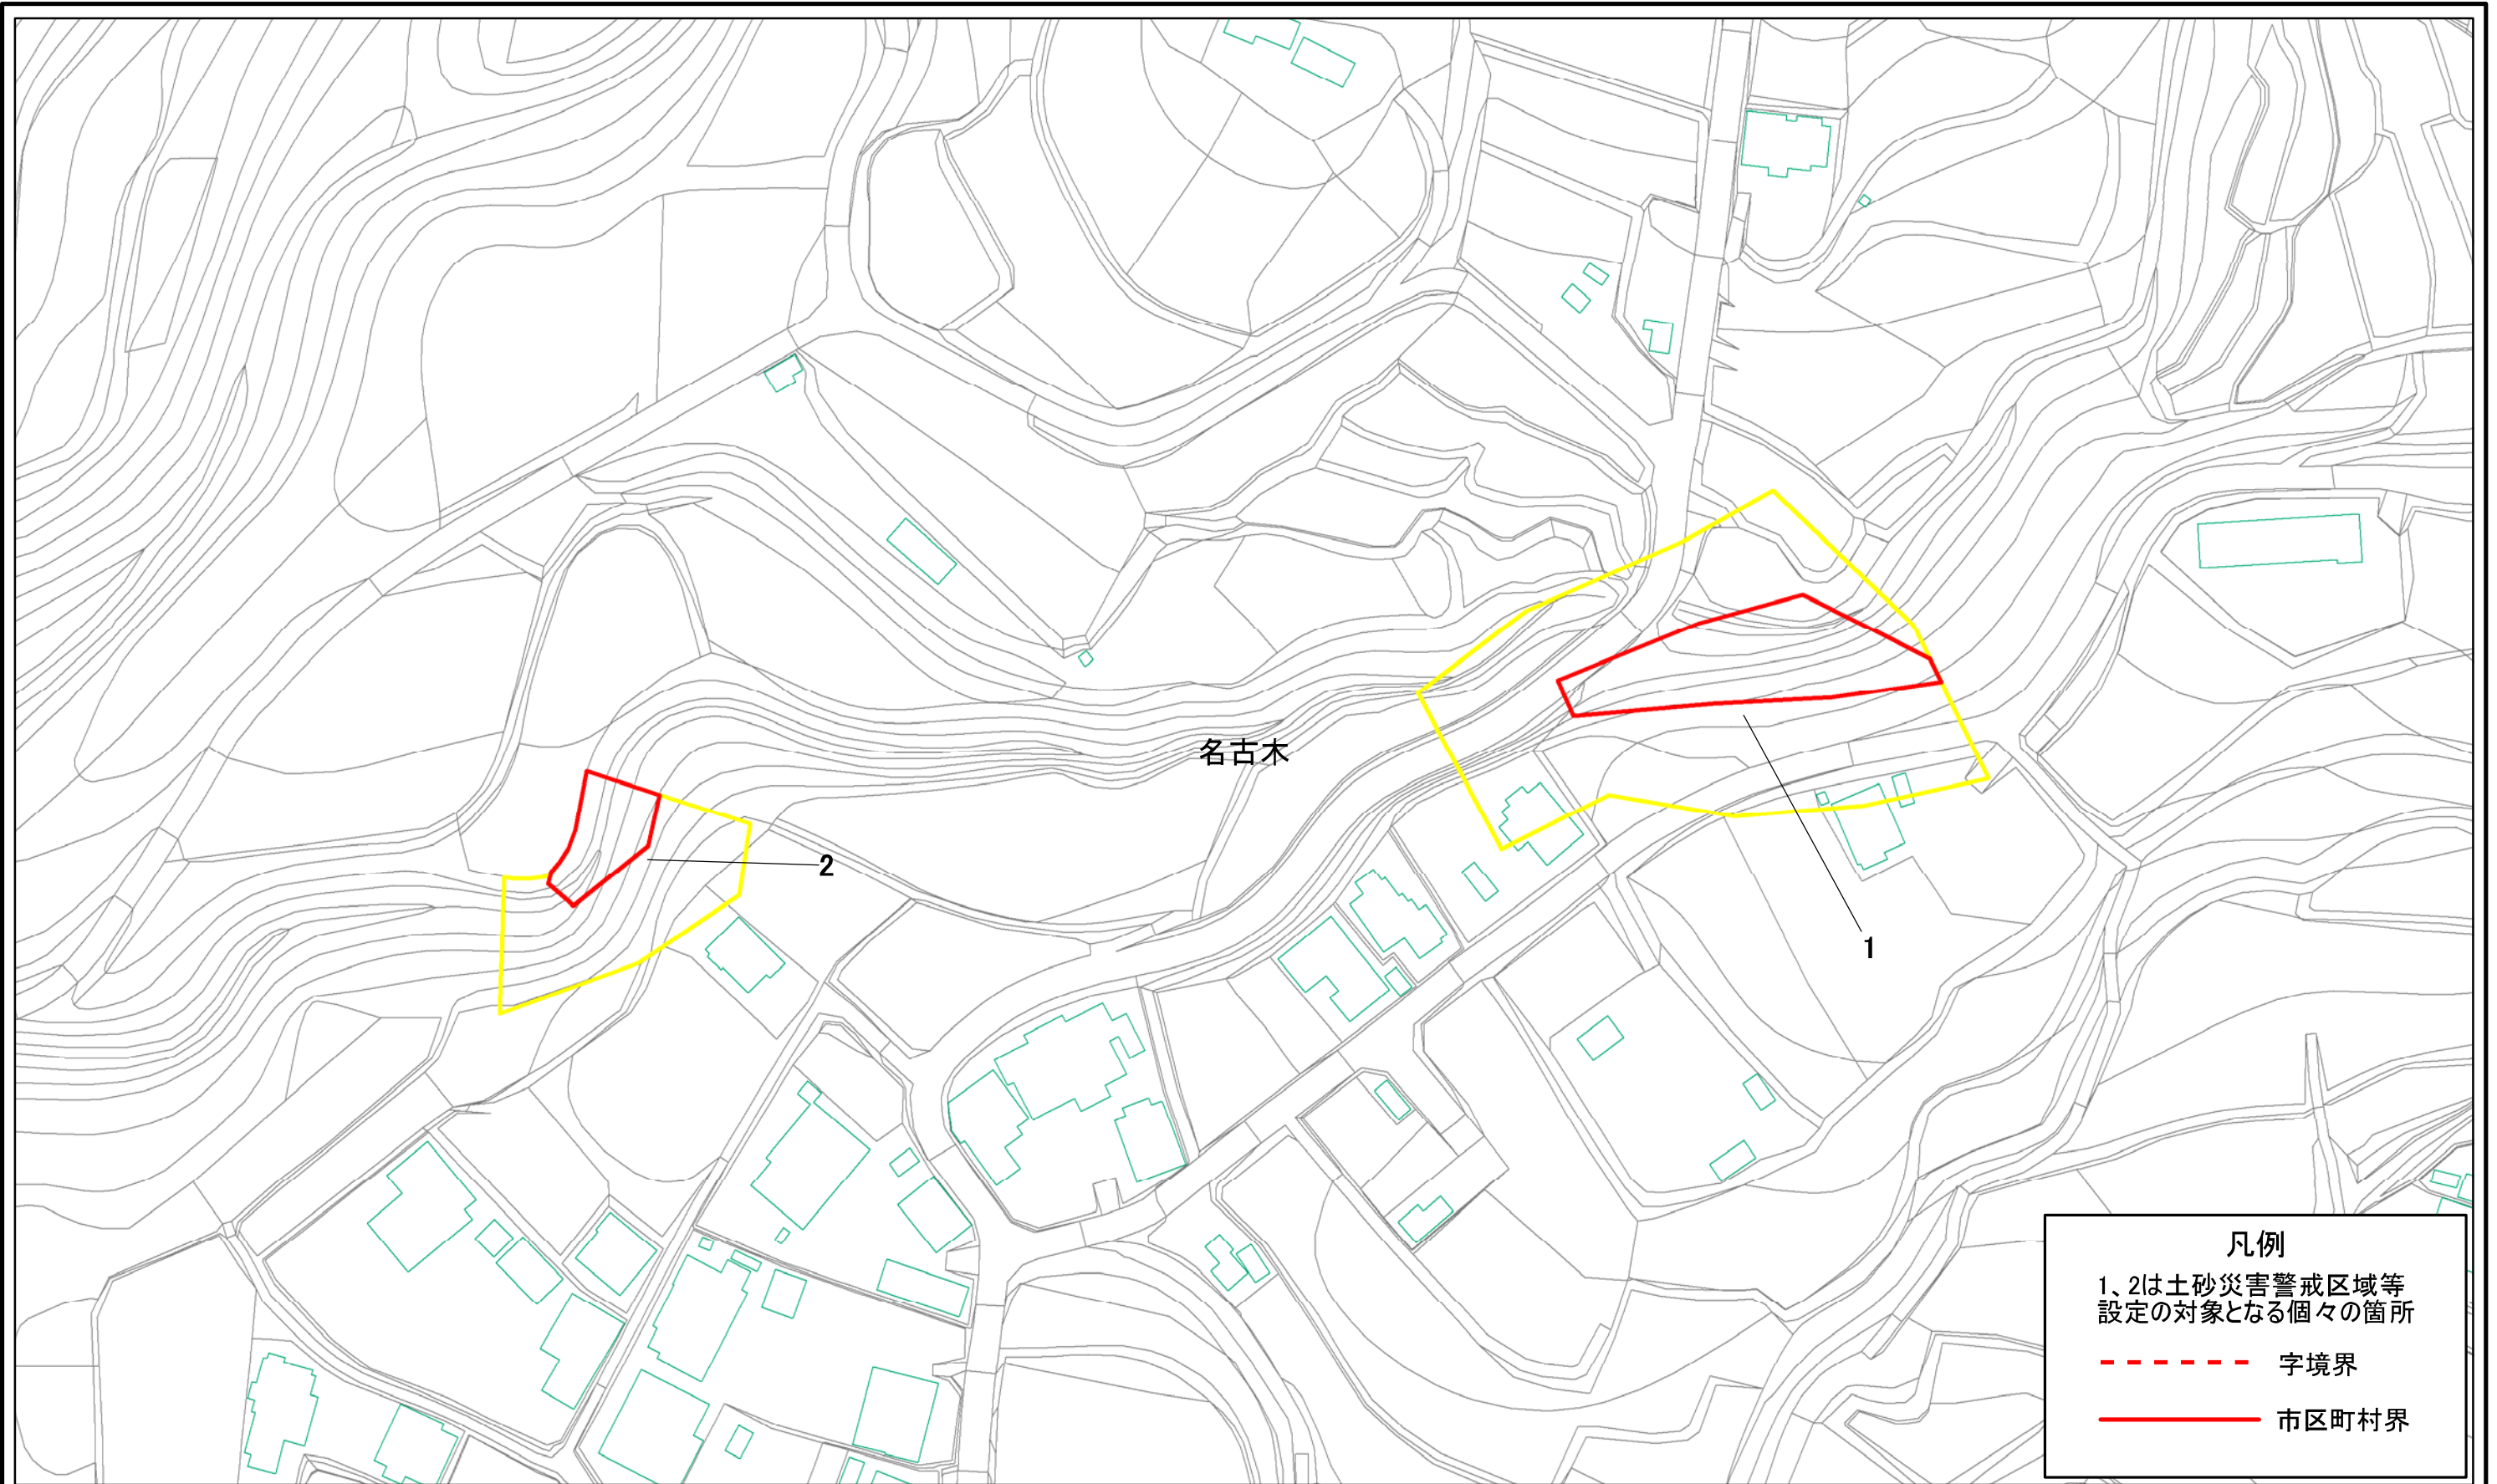 名古木
2
1
凡例
1、2は土砂災害警戒区域等
設定の対象となる個々の箇所
字境界
市区町村界